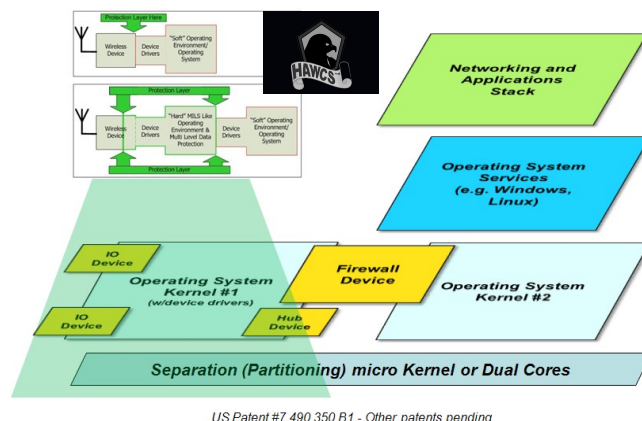 Protection Layer Here
Wireless
Device
Device
Drivers
"Soft" Operating
Environment/
Operating
System
HAWCS
Protection Layer
Wireless
Device
Device
Drivers
"Hard" MILS Like
Operating
Environment &
Multi Level Data
Protection
Device
Drivers
"Soft" Operating
Environment/
Operating
System
Protection Layer
Networking and
Applications
Stack
Operating System
Services
(e.g. Windows,
Linux)
IO
Device
Operating System
Kernel #1
(w/device drivers)
Firewall
Device
Operating System
Kernel #2
IO
Device
Hub
Device
Separation (Partitioning) micro Kernel or Dual Cores
US Patent #7,490,350 B1 - Other patents pending